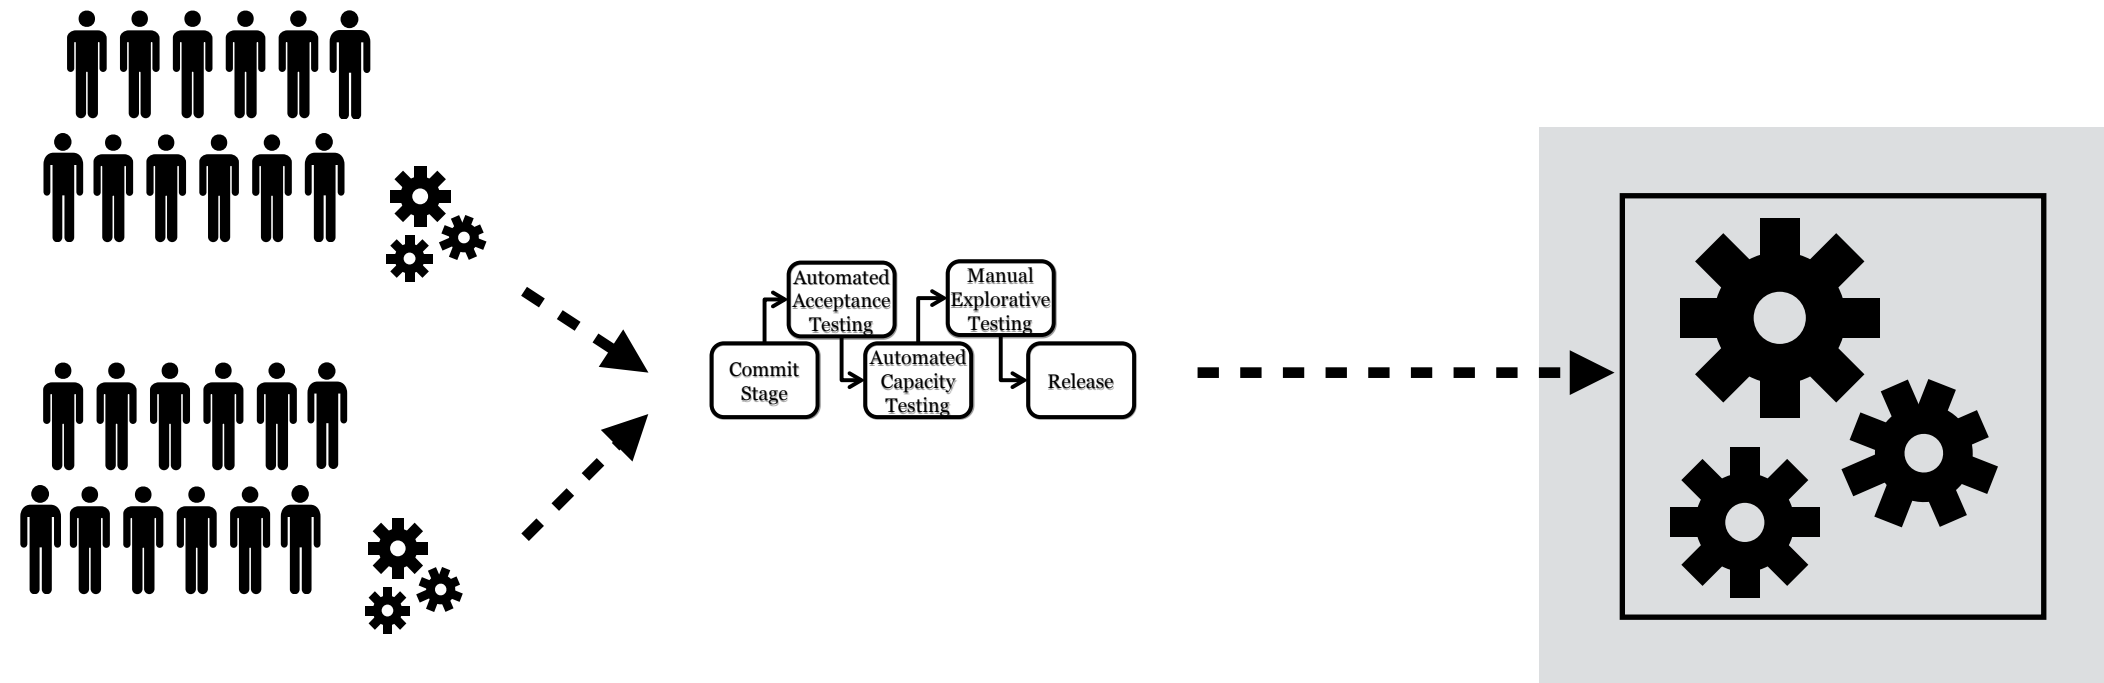 Commit
Stage
Automated
Acceptance
Testing
Automated
Capacity
Testing
Manual
Explorative
Testing
Release